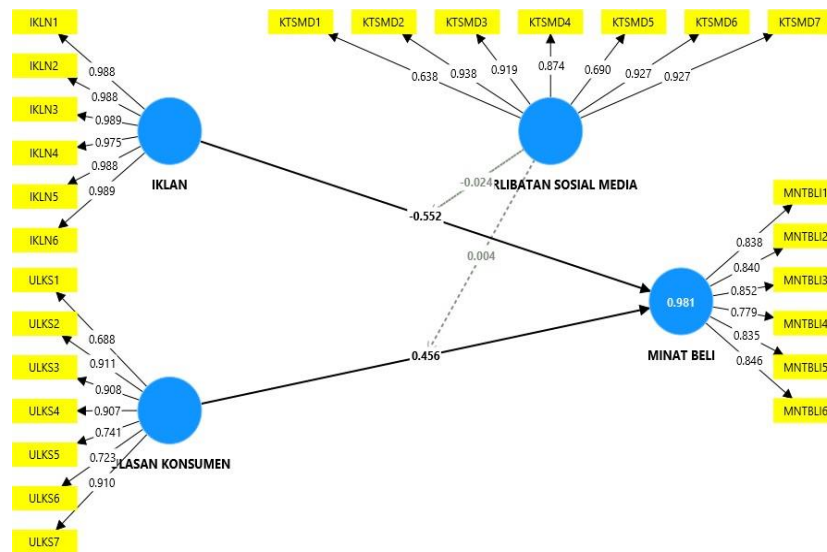 IKLN1
IKLN2
IKLN3
IKLN4
IKLN5
IKLN6
0.988
0.988
0.989
0.975
0.988
0.989
IKLAN
KTSMD1
KTSMD2
KTSMD3
KTSMD4
KTSMD5
KTSMD6
KTSMD7
0.638
0.938
0.919
0.874
0.690
0.927
0.927
RLIBATAN SOSIAL MEDIA
-0.024
-0.552
0.004
0.456
ULKS1
ULKS2
ULKS3
ULKS4
ULKS5
ULKS6
ULKS7
0.688
0.911
0.908
0.907
0.741
0.723
0.910
LASAN KONSUMEN
0.981
MINAT BELI
MNTBLI1
MNTBLI2
MNTBLI3
MNTBLI4
MNTBLI5
MNTBLI6
0.838
0.840
0.852
0.779
0.835
0.846